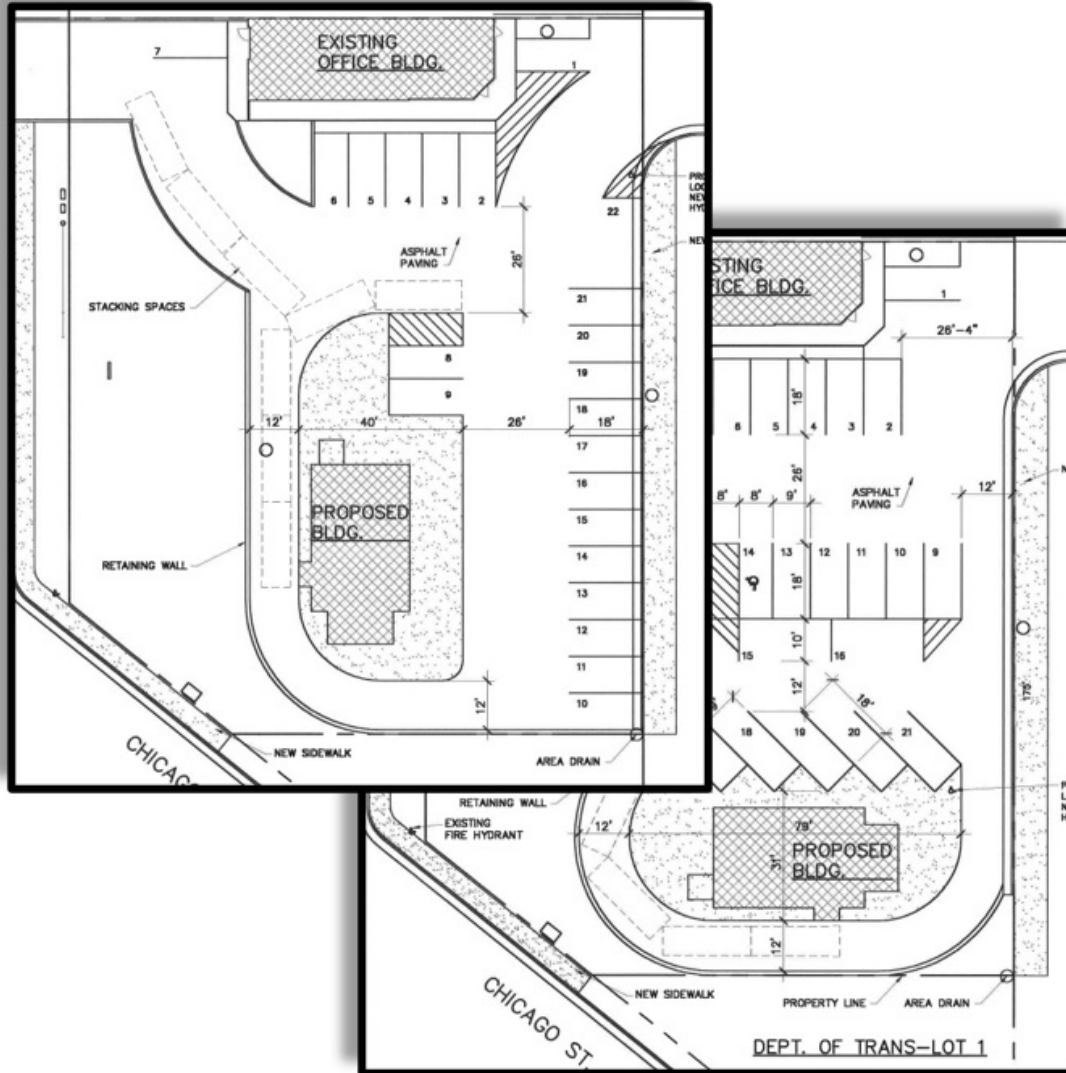 EXISTING
OFFICE BLDG.
7
1
6 5 4 3 2
22
NEW
ASPHALT
PAVING
26'
STACKING SPACES
21
20
8
19
9
18
12' 40' 26' 18'
17
16
PROPOSED
BLDG.
15
14
RETAINING WALL
13
12
11
10
12'
NEW SIDEWALK
AREA DRAIN
CHICAGO
1
26'-4"
18'
6 5 4 3 2
26'
8' 8' 9'
ASPHALT
PAVING
12'
14 13 12 11 10 9
18'
10'
15 16
12'
175'
18'
18 19 20 21
RETAINING WALL
EXISTING
FIRE HYDRANT
12' 79'
31'
PROPOSED
BLDG.
12'
NEW SIDEWALK
PROPERTY LINE
AREA DRAIN
CHICAGO ST.
DEPT. OF TRANS-LOT 1